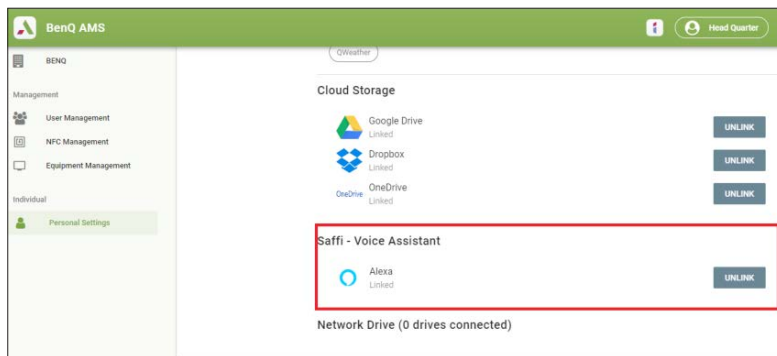 BenQ AMS
Head Quarter
BENQ
Management
User Management
NFC Management
Equipment Management
Individual
Personal Settings
QWeather
Cloud Storage
Google Drive
Linked
UNLINK
Dropbox
Linked
UNLINK
OneDrive
OneDrive
Linked
UNLINK
Saffi - Voice Assistant
Alexa
Linked
UNLINK
Network Drive (0 drives connected)